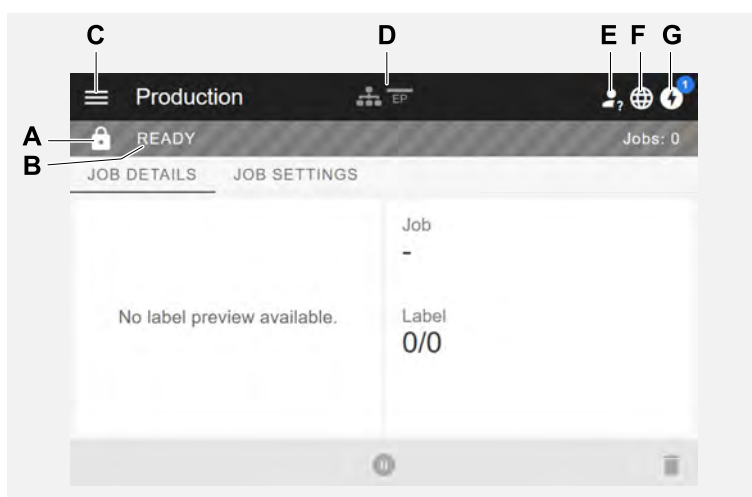 C D E F G
Production EP ? 1
A READY Jobs: 0
B
JOB DETAILS JOB SETTINGS
Job
-
No label preview available.
Label
0/0